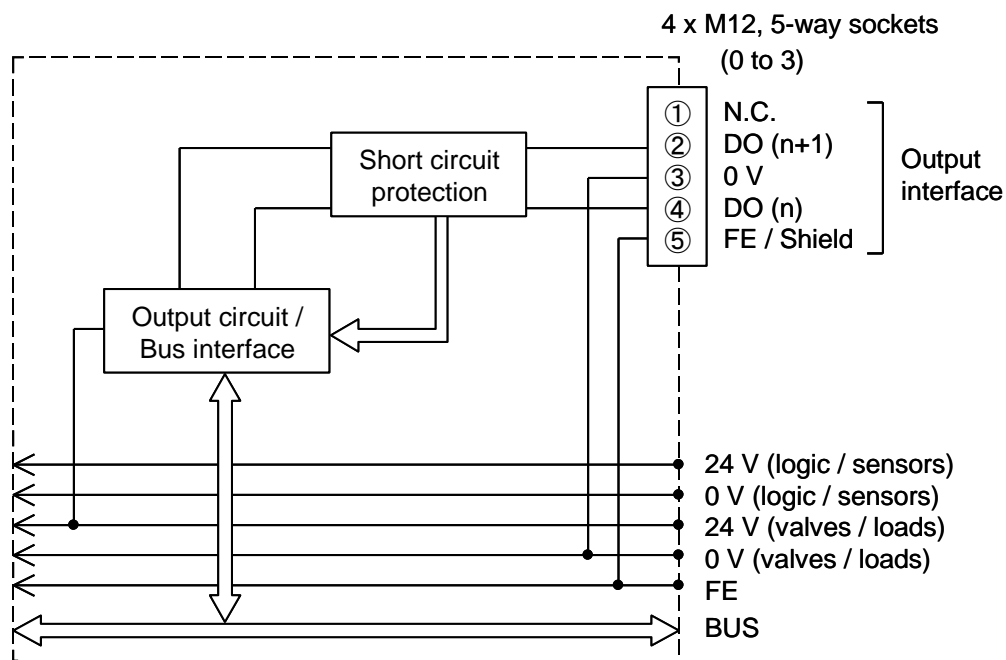 4 x M12, 5-way sockets
(0 to 3)
① N.C.
② DO (n+1)
③ 0 V
④ DO (n)
⑤ FE / Shield
Output
interface
Short circuit
protection
Output circuit /
Bus interface
24 V (logic / sensors)
0 V (logic / sensors)
24 V (valves / loads)
0 V (valves / loads)
FE
BUS